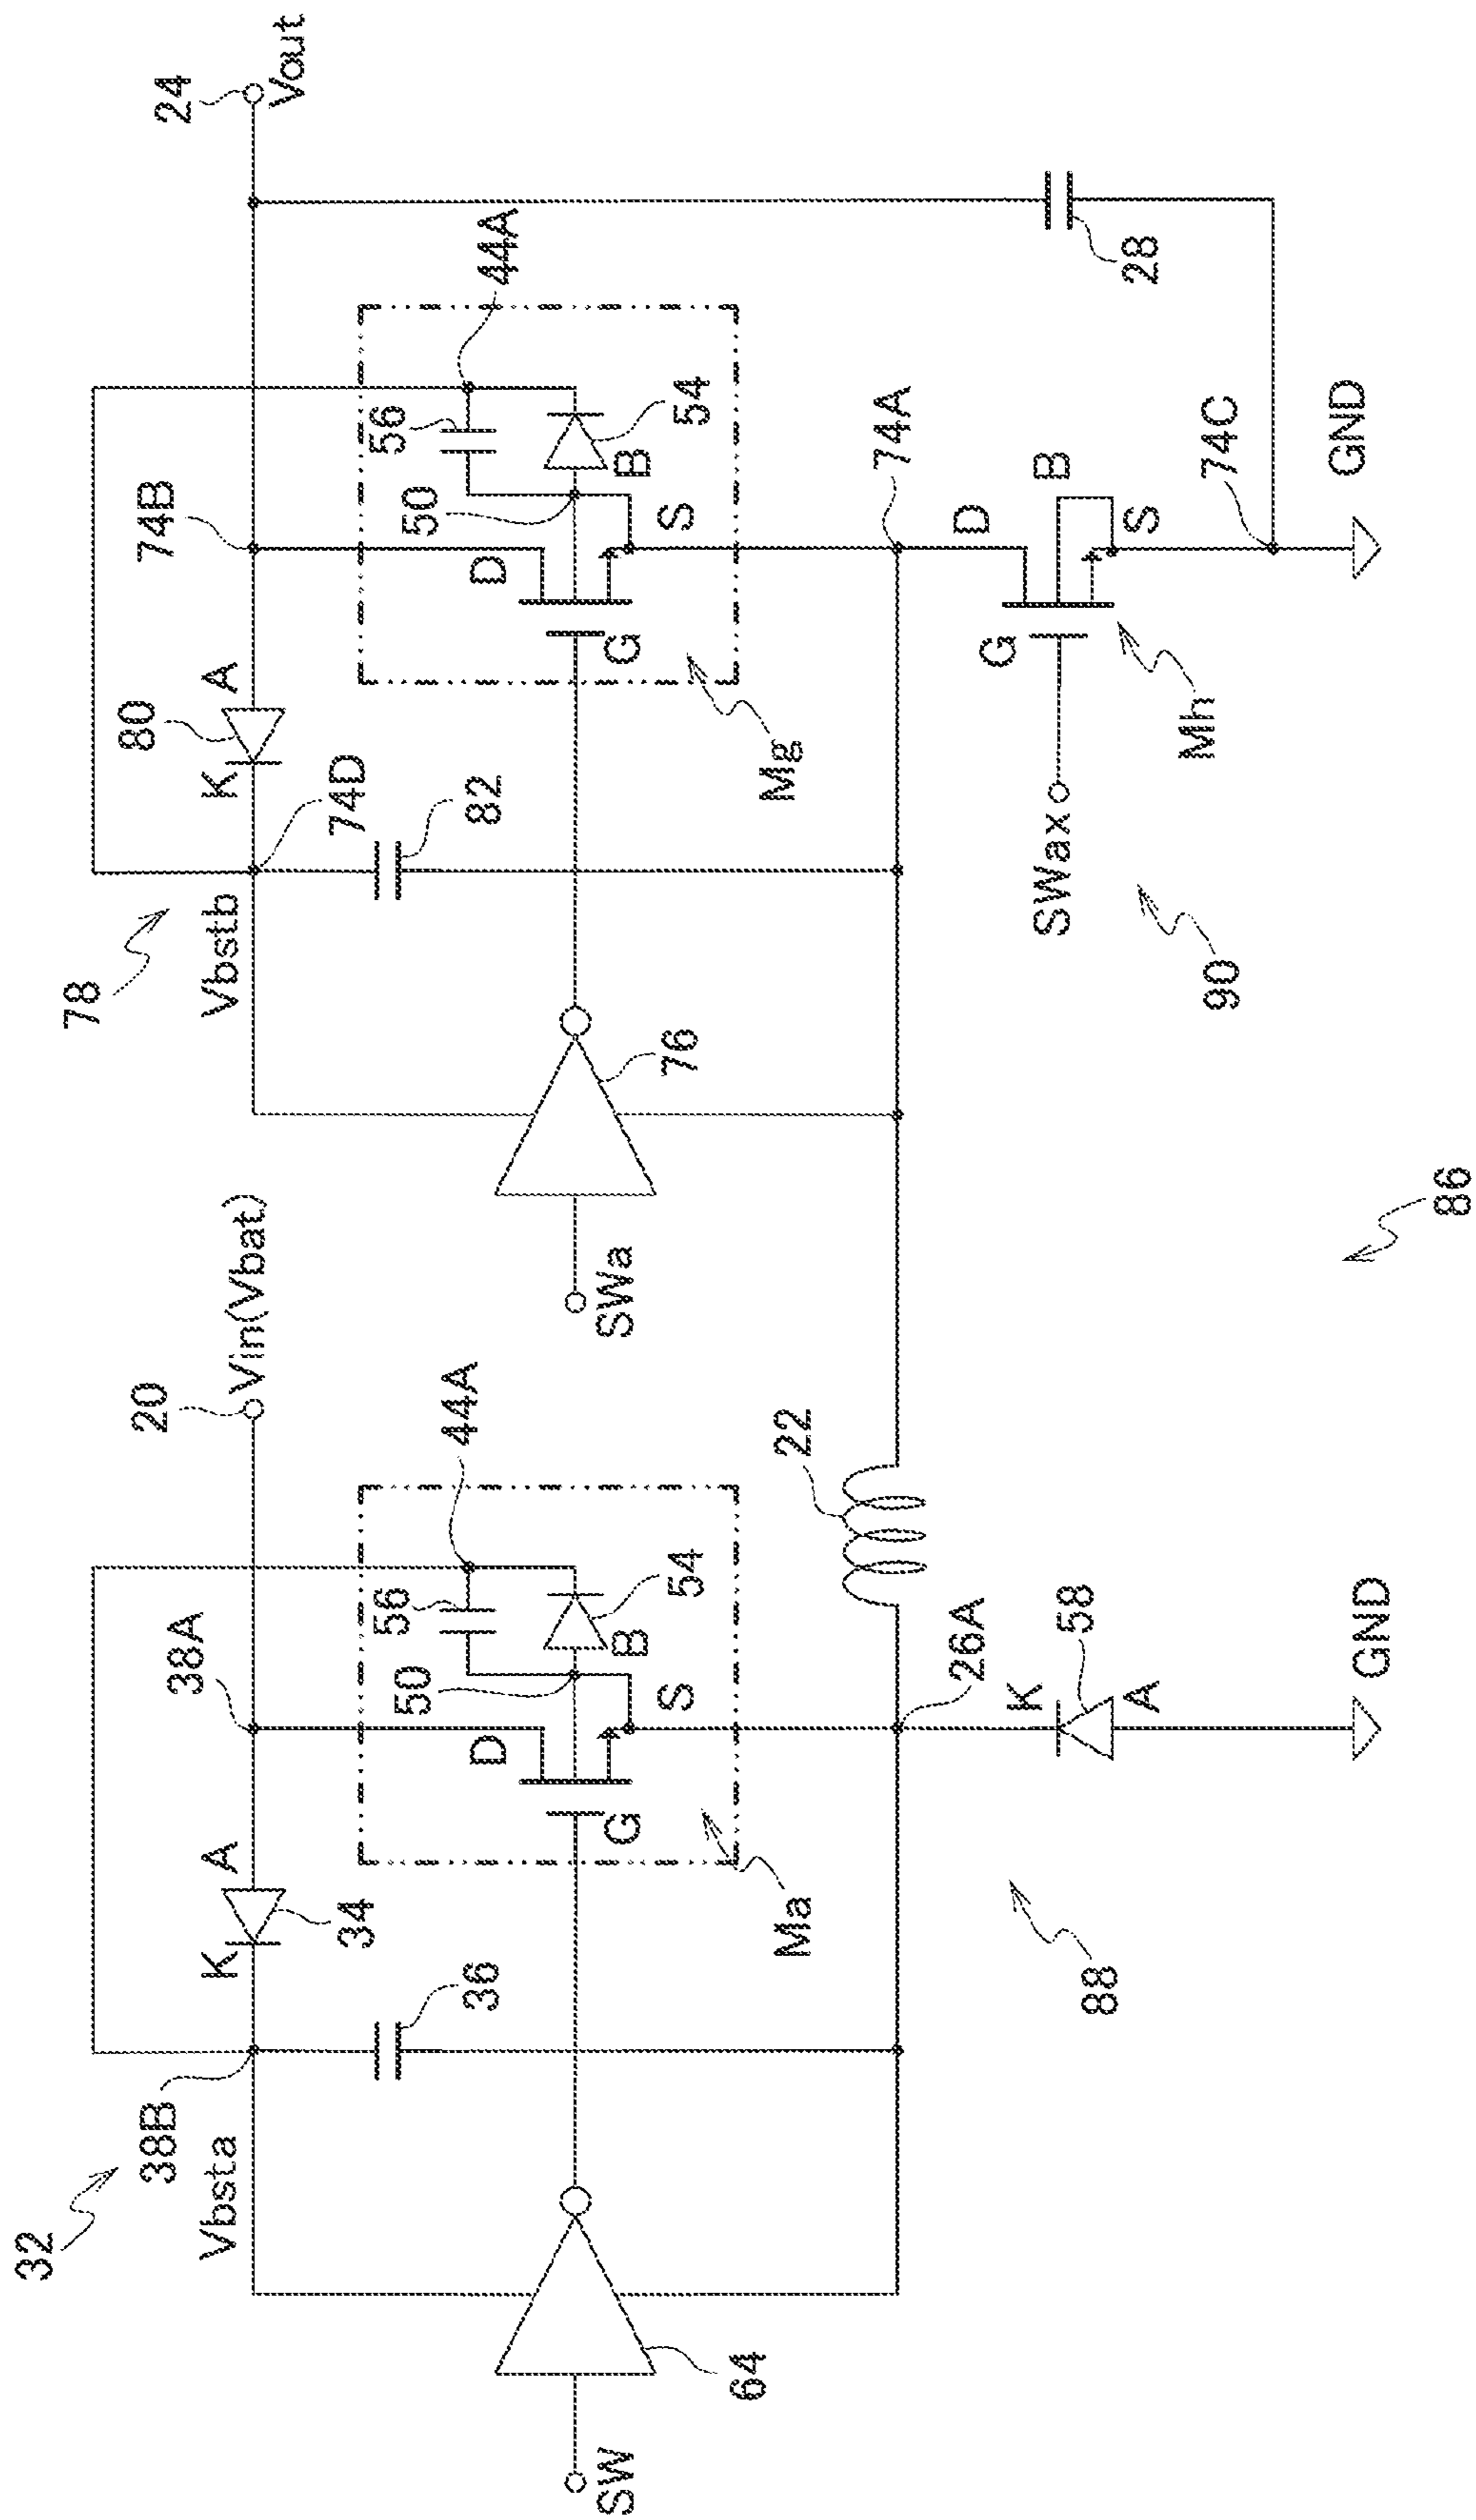 32
38B
Vbsta
K
34
A
38A
20
Vin(Vbat)
36
44A
56
50
D
B
54
S
G
Ma
SW
64
26A
22
K
58
A
GND
88
78
Vbstb
74D
K
80
A
74B
24
Vout
82
44A
56
50
D
B
54
S
G
Mg
SWa
76
74A
D
G
B
S
SWax
Mh
74C
28
GND
90
86